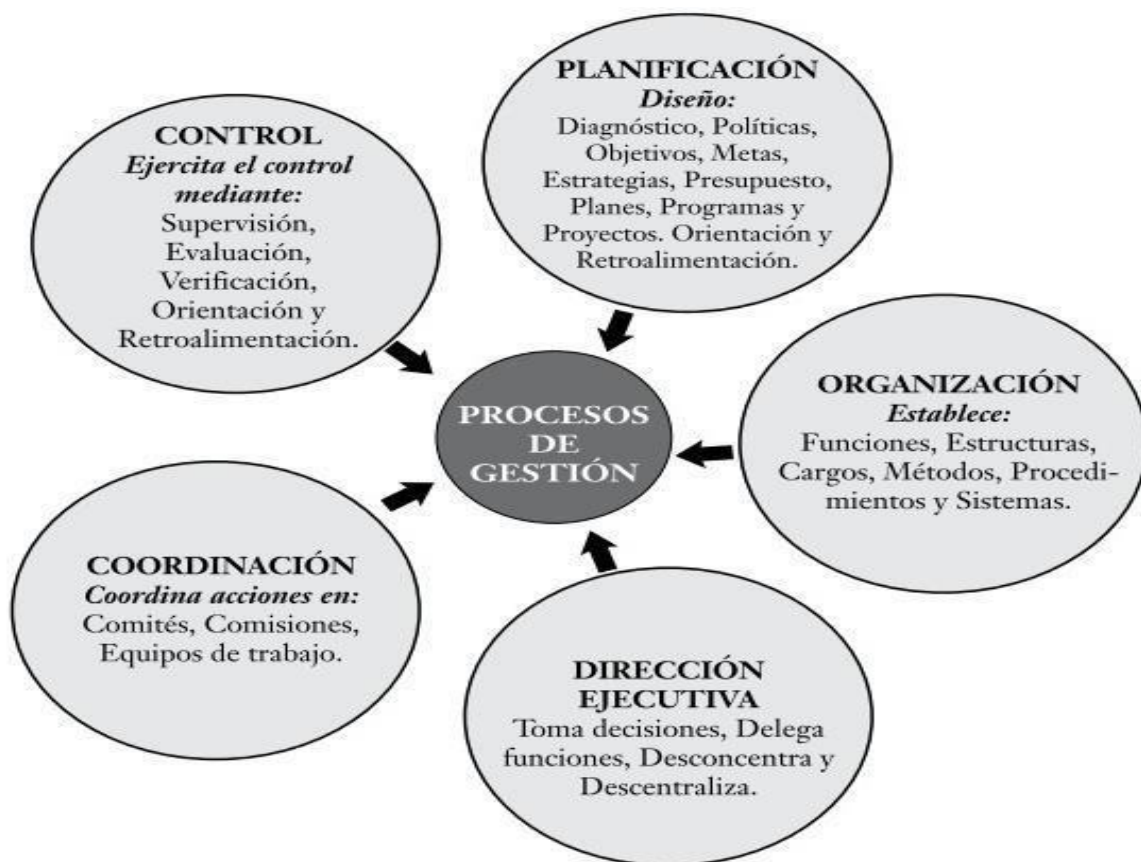 PLANIFICACIÓN
Diseño:
Diagnóstico, Políticas,
Objetivos, Metas,
Estrategias, Presupuesto,
Planes, Programas y
Proyectos. Orientación y
Retroalimentación.
CONTROL
Ejercita el control
mediante:
Supervisión,
Evaluación,
Verificación,
Orientación y
Retroalimentación.
ORGANIZACIÓN
Establece:
Funciones, Estructuras,
Cargos, Métodos, Procedi-
mientos y Sistemas.
PROCESOS
DE
GESTIÓN
COORDINACIÓN
Coordina acciones en:
Comités, Comisiones,
Equipos de trabajo.
DIRECCIÓN
EJECUTIVA
Toma decisiones, Delega
funciones, Desconcentra y
Descentraliza.